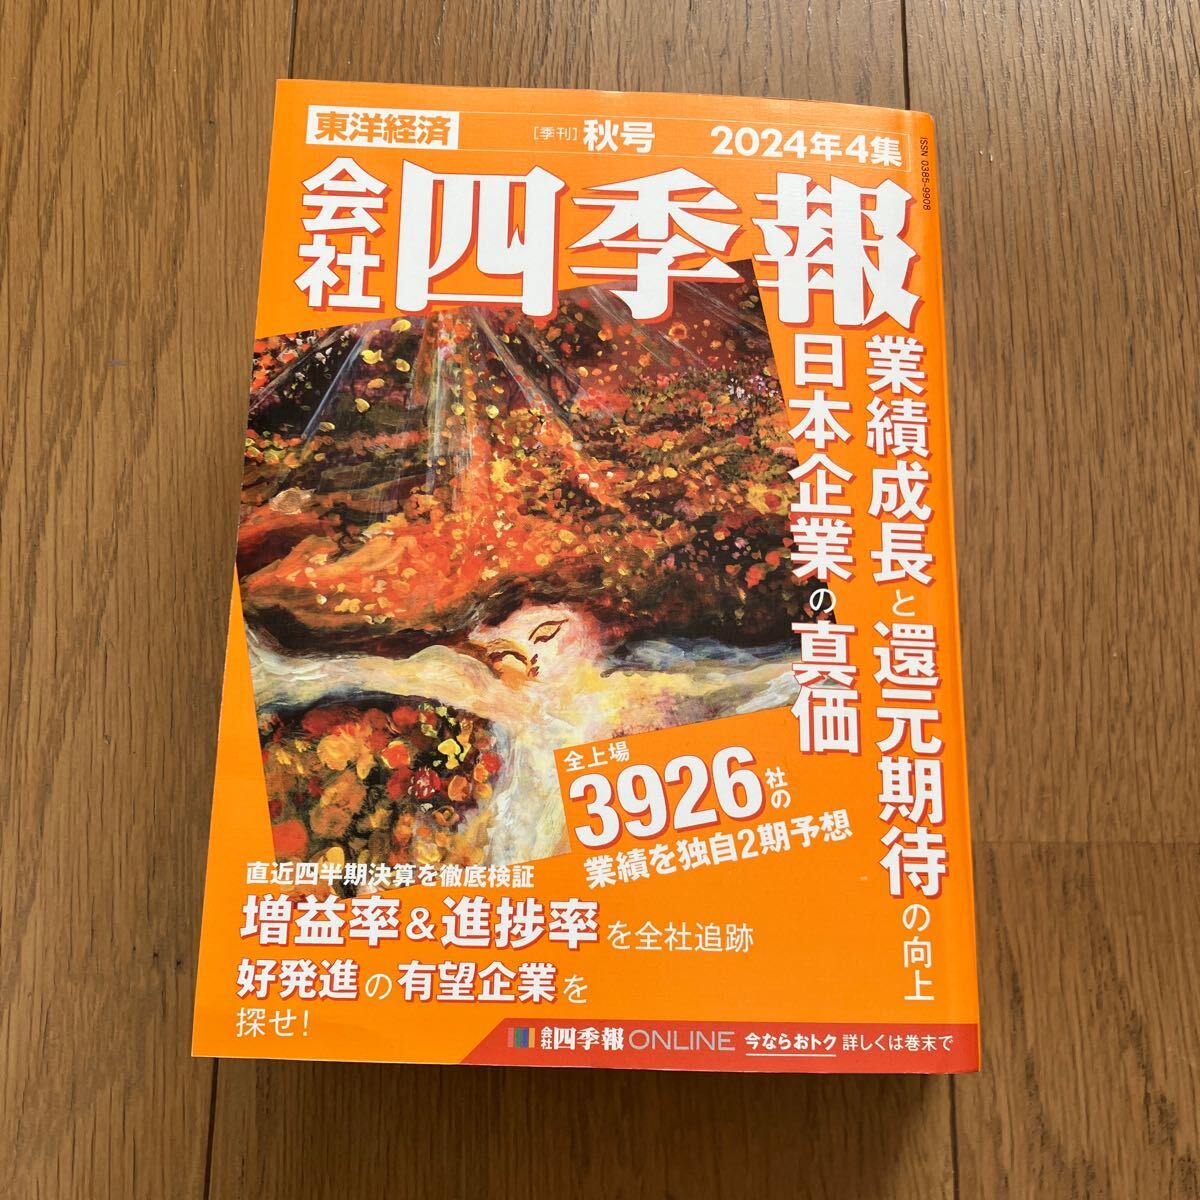 東洋経済
[季刊] 秋号 2024年4集
ISSN 0385-9908
会社四季報
業績成長と還元期待の向上
日本企業の真価
全上場
3926社の
業績を独自2期予想
直近四半期決算を徹底検証
増益率&進捗率を全社追跡
好発進の有望企業を
探せ!
会社四季報 ONLINE 今ならおトク 詳しくは巻末で